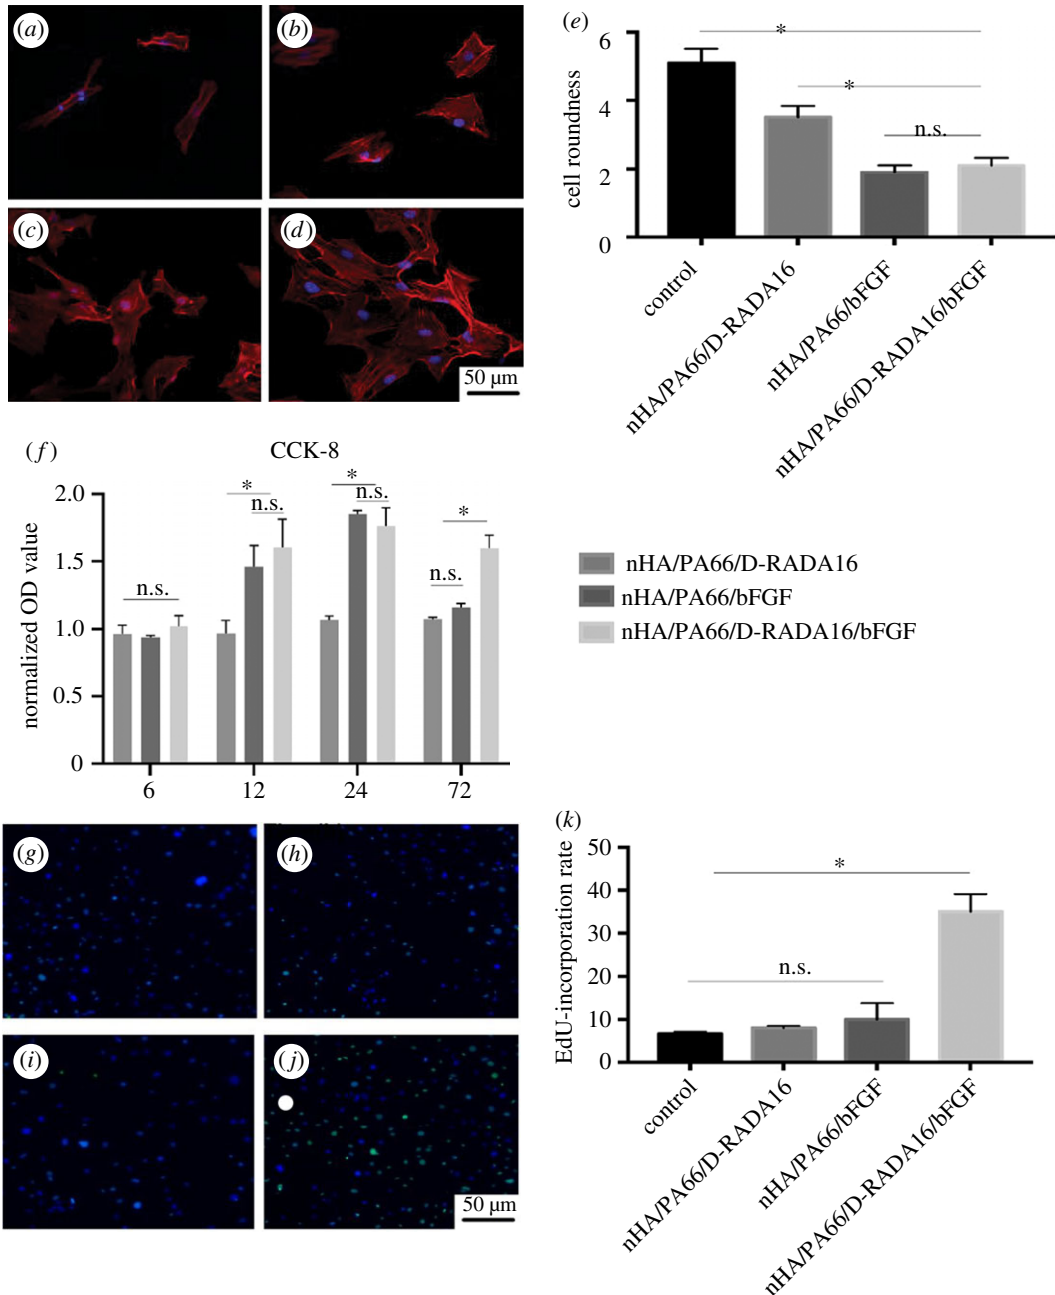 (a)
(b)
(c)
(d)
50 µm
(e)
6
4
2
0
cell roundness
*
*
n.s.
control
nHA/PA66/D-RADA16
nHA/PA66/bFGF
nHA/PA66/D-RADA16/bFGF
(f)
CCK-8
2.0
1.5
1.0
0.5
0
normalized OD value
n.s.
*
n.s.
*
n.s.
n.s.
*
6
12
24
72
nHA/PA66/D-RADA16
nHA/PA66/bFGF
nHA/PA66/D-RADA16/bFGF
(g)
(h)
(i)
(j)
50 µm
(k)
50
40
30
20
10
0
EdU-incorporation rate
*
n.s.
control
nHA/PA66/D-RADA16
nHA/PA66/bFGF
nHA/PA66/D-RADA16/bFGF